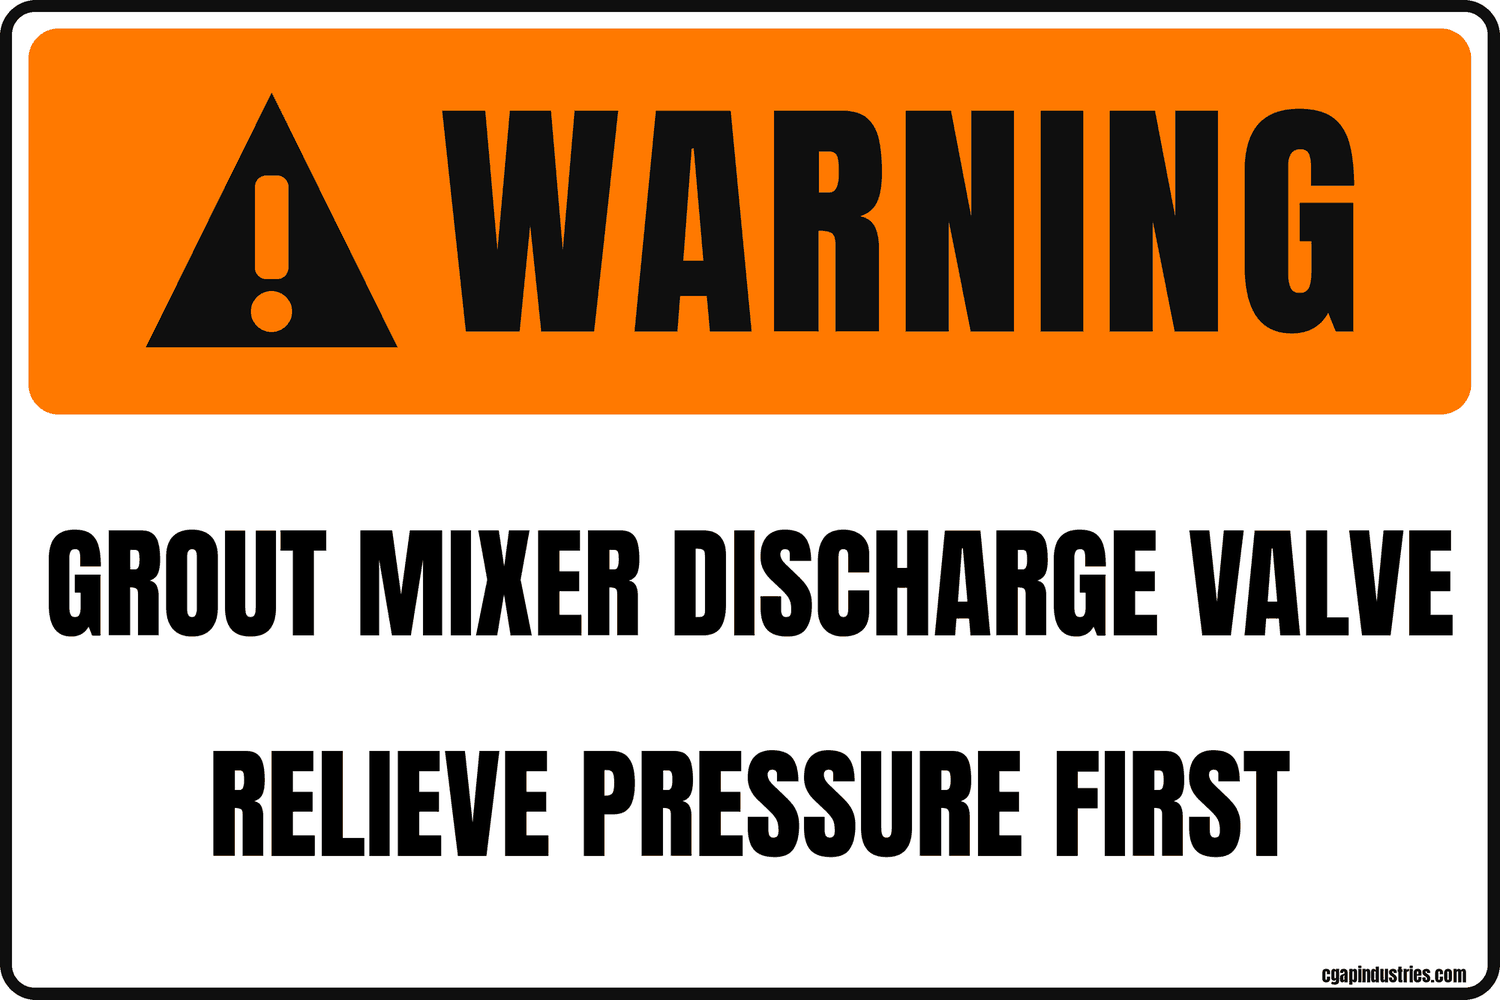 WARNING
GROUT MIXER DISCHARGE VALVE
RELIEVE PRESSURE FIRST
cgapindustries.com